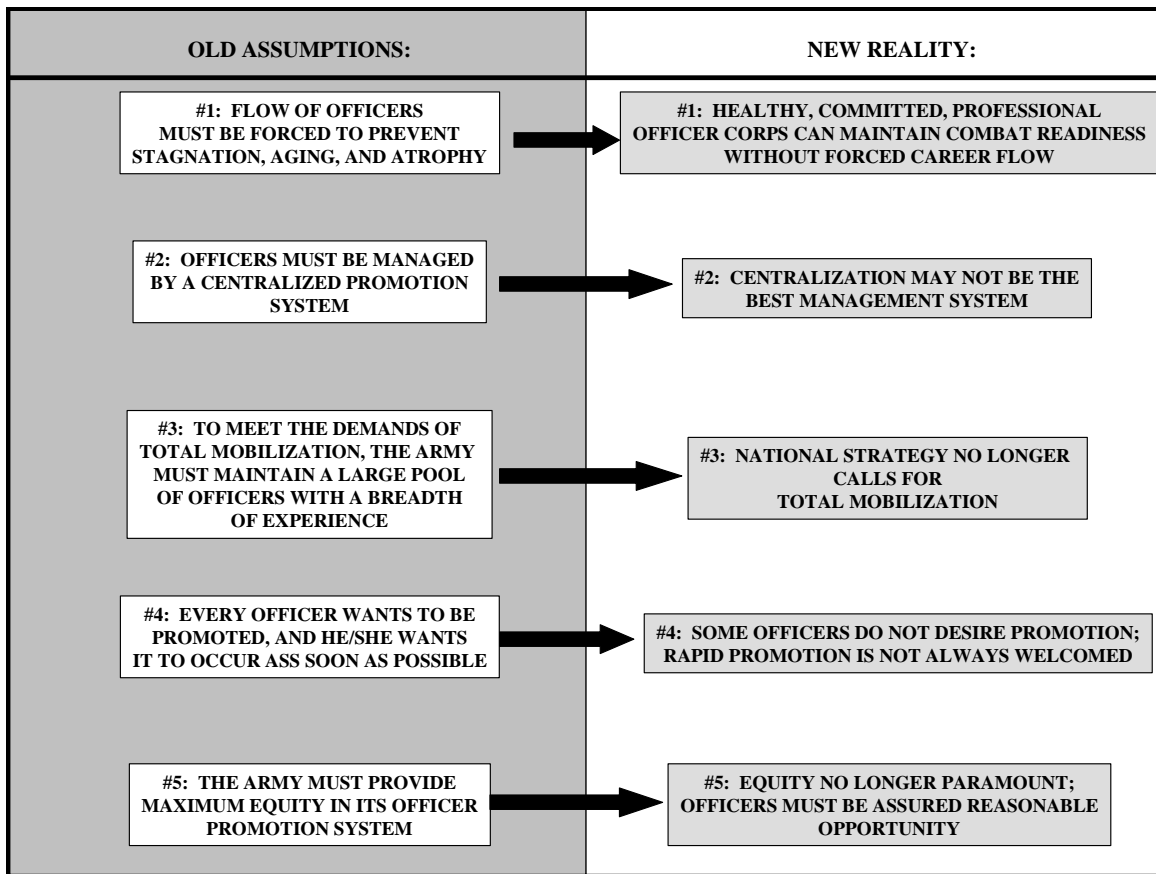 OLD ASSUMPTIONS:
NEW REALITY:
#1: FLOW OF OFFICERS
MUST BE FORCED TO PREVENT
STAGNATION, AGING, AND ATROPHY
#1: HEALTHY, COMMITTED, PROFESSIONAL
OFFICER CORPS CAN MAINTAIN COMBAT READINESS
WITHOUT FORCED CAREER FLOW
#2: OFFICERS MUST BE MANAGED
BY A CENTRALIZED PROMOTION
SYSTEM
#2: CENTRALIZATION MAY NOT BE THE
BEST MANAGEMENT SYSTEM
#3: TO MEET THE DEMANDS OF
TOTAL MOBILIZATION, THE ARMY
MUST MAINTAIN A LARGE POOL
OF OFFICERS WITH A BREADTH
OF EXPERIENCE
#3: NATIONAL STRATEGY NO LONGER
CALLS FOR
TOTAL MOBILIZATION
#4: EVERY OFFICER WANTS TO BE
PROMOTED, AND HE/SHE WANTS
IT TO OCCUR ASS SOON AS POSSIBLE
#4: SOME OFFICERS DO NOT DESIRE PROMOTION;
RAPID PROMOTION IS NOT ALWAYS WELCOMED
#5: THE ARMY MUST PROVIDE
MAXIMUM EQUITY IN ITS OFFICER
PROMOTION SYSTEM
#5: EQUITY NO LONGER PARAMOUNT;
OFFICERS MUST BE ASSURED REASONABLE
OPPORTUNITY